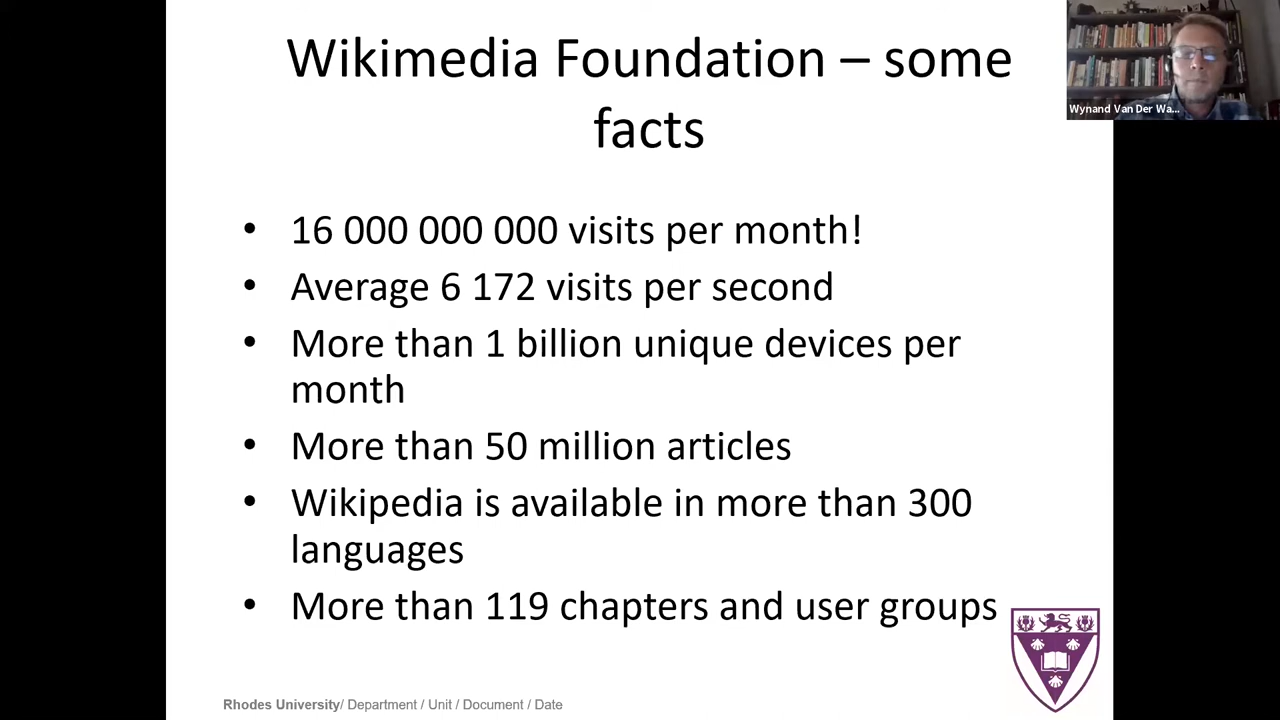 Wikimedia Foundation – some
facts
Wynand Van Der Wa...
• 16 000 000 000 visits per month!
• Average 6 172 visits per second
• More than 1 billion unique devices per
month
• More than 50 million articles
• Wikipedia is available in more than 300
languages
• More than 119 chapters and user groups
Rhodes University/ Department / Unit / Document / Date